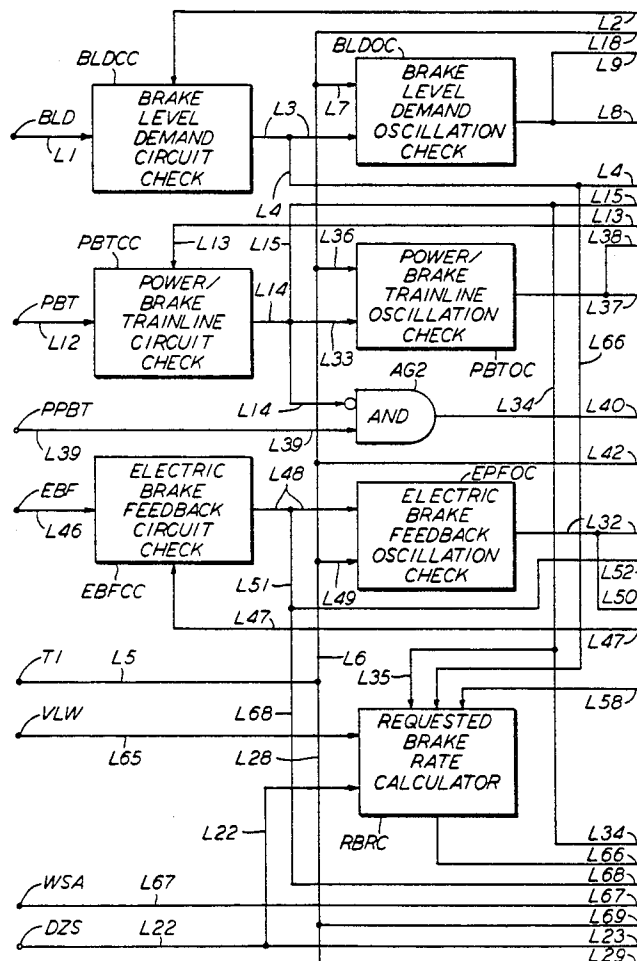 L2
L18
L9
BLDCC
BLDOC
BRAKE
LEVEL
DEMAND
CIRCUIT
CHECK
BRAKE
LEVEL
DEMAND
OSCILLATION
CHECK
BLD
L1
L3
L7
L8
L4
L4
L15
L13
L38
PBTCC
L13
L15
L36
POWER/
BRAKE
TRAINLINE
CIRCUIT
CHECK
POWER/
BRAKE
TRAINLINE
OSCILLATION
CHECK
PBT
L12
L14
L33
L37
L66
PBTOC
AG2
L34
L14
AND
L40
PPBT
L39
L39
L42
EBF
L46
ELECTRIC
BRAKE
FEEDBACK
CIRCUIT
CHECK
L48
EPFOC
ELECTRIC
BRAKE
FEEDBACK
OSCILLATION
CHECK
L32
L52
L50
EBFCC
L51
L49
L47
L47
TI
L5
L6
L35
L58
VLW
L65
L68
L28
REQUESTED
BRAKE
RATE
CALCULATOR
L22
RBRC
L34
L66
L68
WSA
L67
L67
L69
DZS
L22
L23
L29